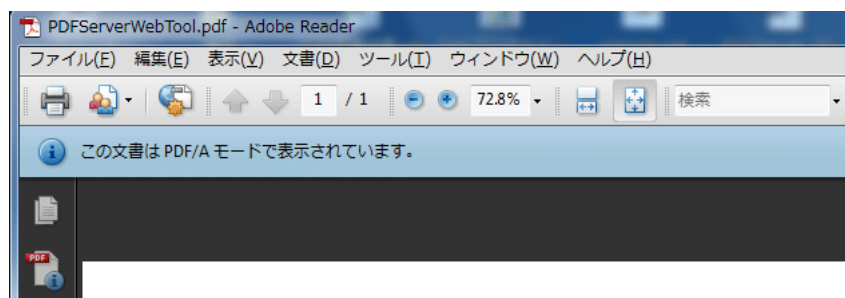 PDFServerWebTool.pdf - Adobe Reader
ファイル(F) 編集(E) 表示(V) 文書(D) ツール(T) ウィンドウ(W) ヘルプ(H)
1 / 1 72.8% 検索
この文書は PDF/A モードで表示されています。
PDF